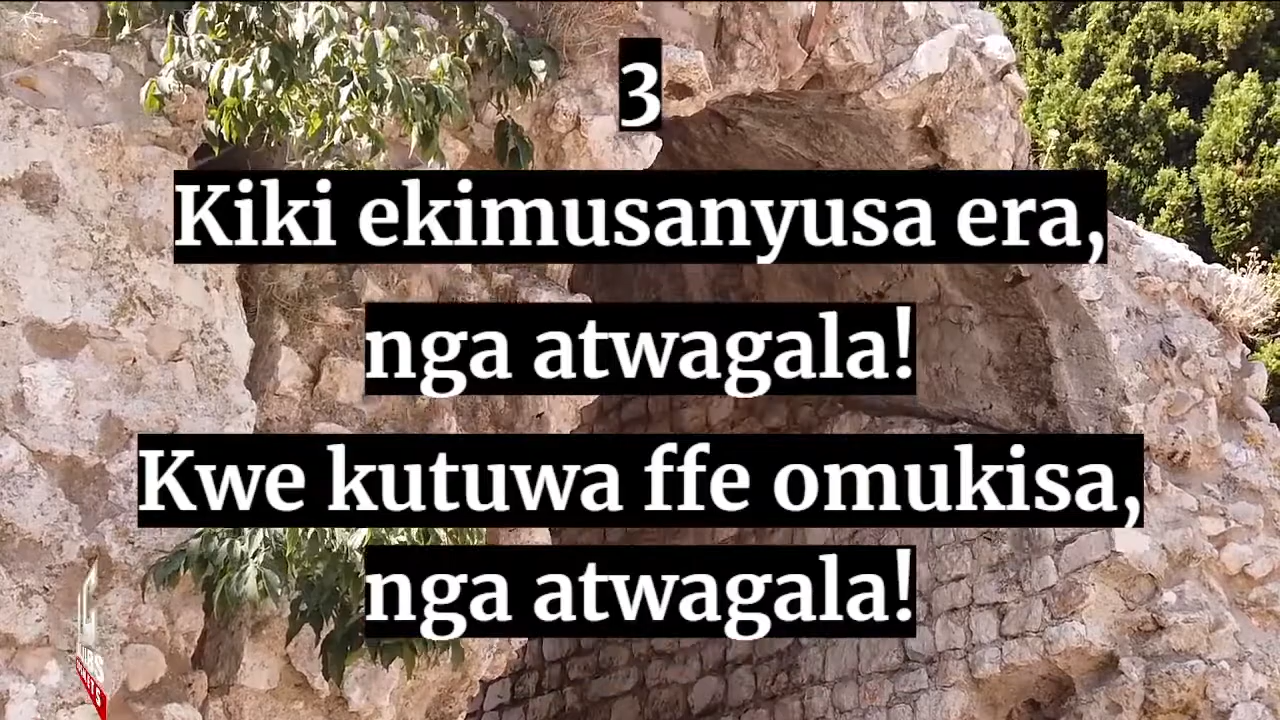 3
Kiki ekimusanyusa era,
nga atwagala!
Kwe kutuwa ffe omukisa,
nga atwagala!